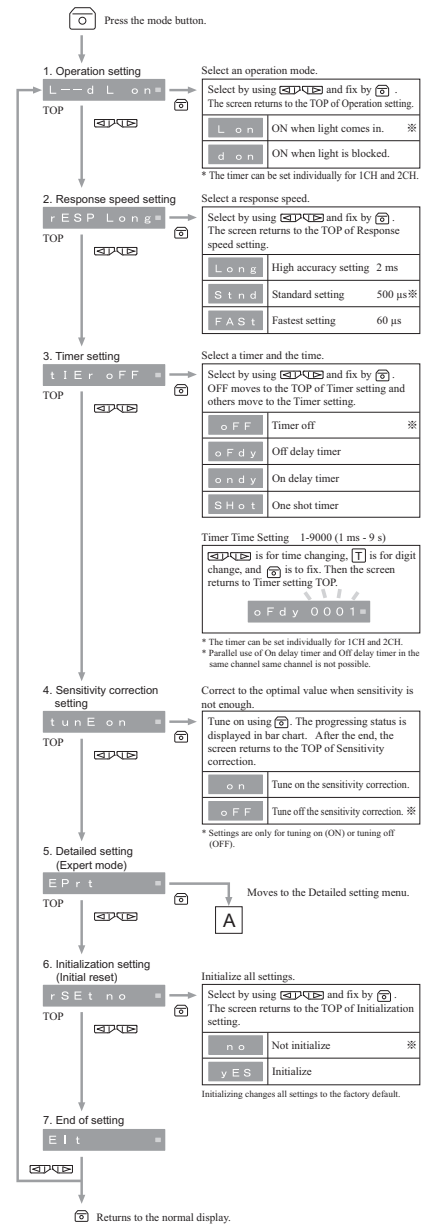 Press the mode button.
1. Operation setting
L--d L on=
TOP
Select an operation mode.
Select by using and fix by .
The screen returns to the TOP of Operation setting.
L on ON when light comes in. ※
d on ON when light is blocked.
* The timer can be set individually for 1CH and 2CH.
2. Response speed setting
rESP Long=
TOP
Select a response speed.
Select by using and fix by .
The screen returns to the TOP of Response
speed setting.
Long High accuracy setting 2 ms
Stnd Standard setting 500 µs※
FASt Fastest setting 60 µs
3. Timer setting
tIEr oFF =
TOP
Select a timer and the time.
Select by using and fix by .
OFF moves to the TOP of Timer setting and
others move to the Timer setting.
oFF Timer off ※
oFdy Off delay timer
ondy On delay timer
SHot One shot timer
Timer Time Setting 1-9000 (1 ms - 9 s)
is for time changing, T is for digit
change, and is to fix. Then the screen
returns to Timer setting TOP.
oFdy 0001=
* The timer can be set individually for 1CH and 2CH.
* Parallel use of On delay timer and Off delay timer in the
same channel same channel is not possible.
4. Sensitivity correction
setting
tunE on =
TOP
Correct to the optimal value when sensitivity is
not enough.
Tune on using . The progressing status is
displayed in bar chart. After the end, the
screen returns to the TOP of Sensitivity
correction.
on Tune on the sensitivity correction.
oFF Tune off the sensitivity correction. ※
* Settings are only for tuning on (ON) or tuning off
(OFF).
5. Detailed setting
(Expert mode)
EPrt =
TOP
Moves to the Detailed setting menu.
A
6. Initialization setting
(Initial reset)
rSEt no =
TOP
Initialize all settings.
Select by using and fix by .
The screen returns to the TOP of Initialization
setting.
no Not initialize ※
yES Initialize
Initializing changes all settings to the factory default.
7. End of setting
EIt =
Returns to the normal display.